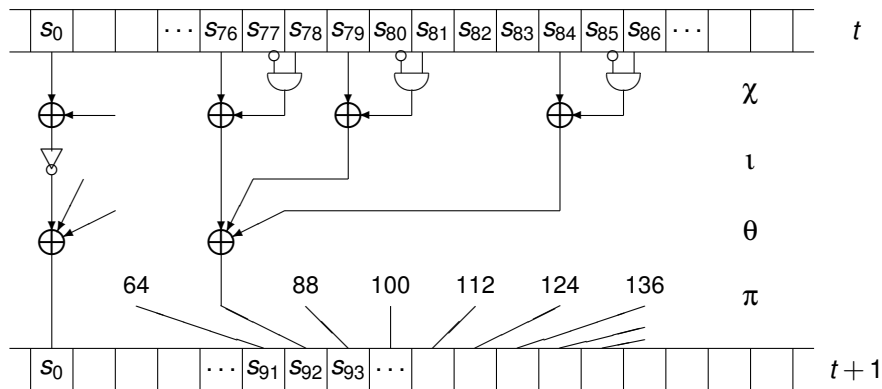 s0 ··· s76 s77 s78 s79 s80 s81 s82 s83 s84 s85 s86 ··· t
χ
ι
θ
64 88 100 112 124 136 π
s0 ··· s91 s92 s93 ··· t + 1